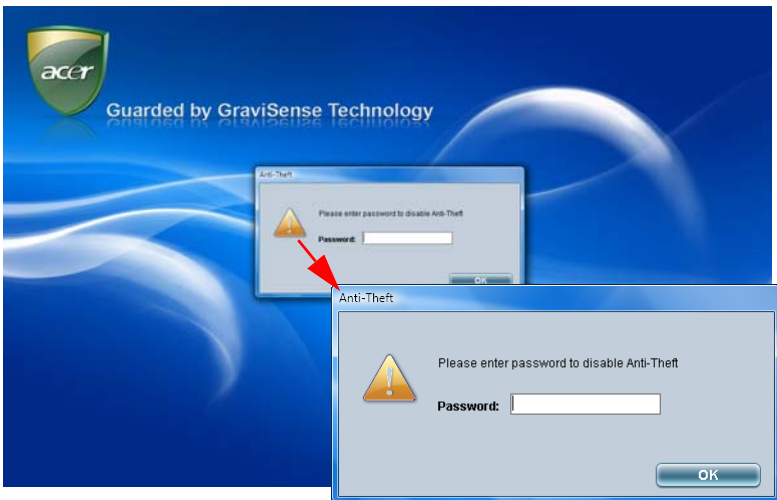 acer
Guarded by GraviSense Technology
Anti-Theft
Please enter password to disable Anti-Theft
Password:
OK
Anti-Theft
Please enter password to disable Anti-Theft
Password:
OK